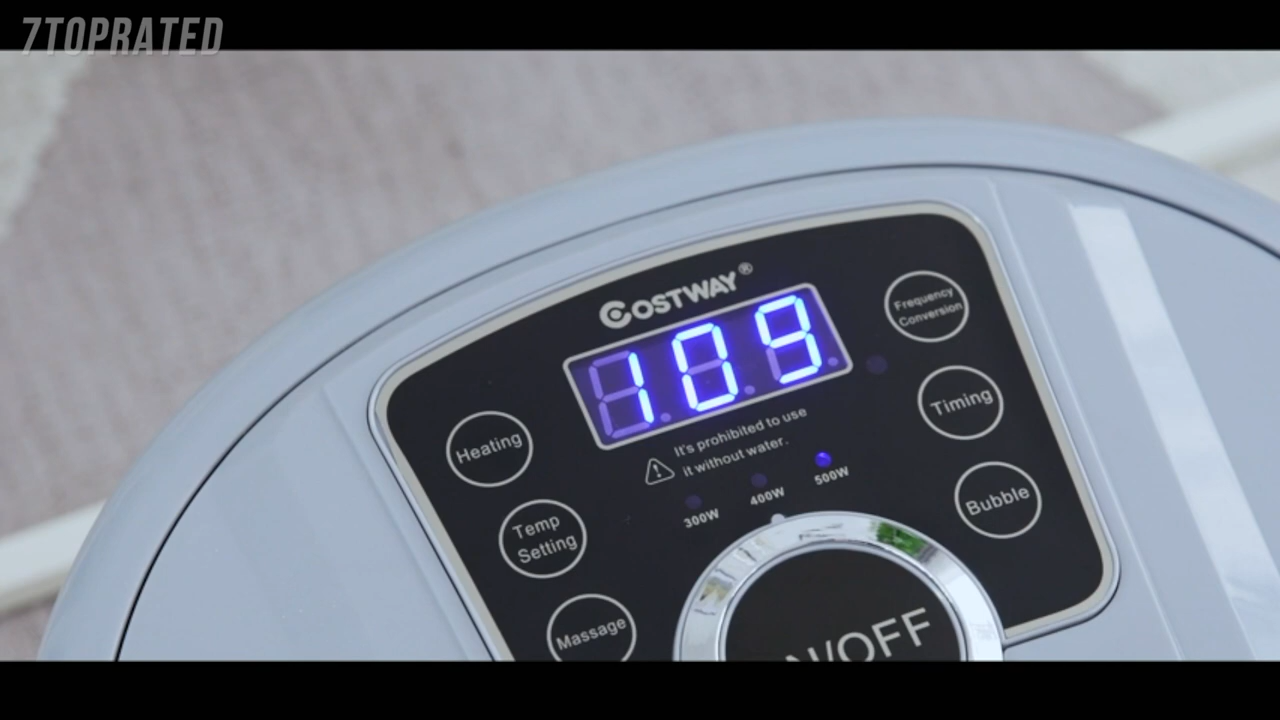 7TOPRATED
COSTWAY®
109
Frequency
Conversion
Heating
It's prohibited to use
it without water.
Timing
300W
400W
500W
Temp
Setting
Bubble
Massage
N/OFF